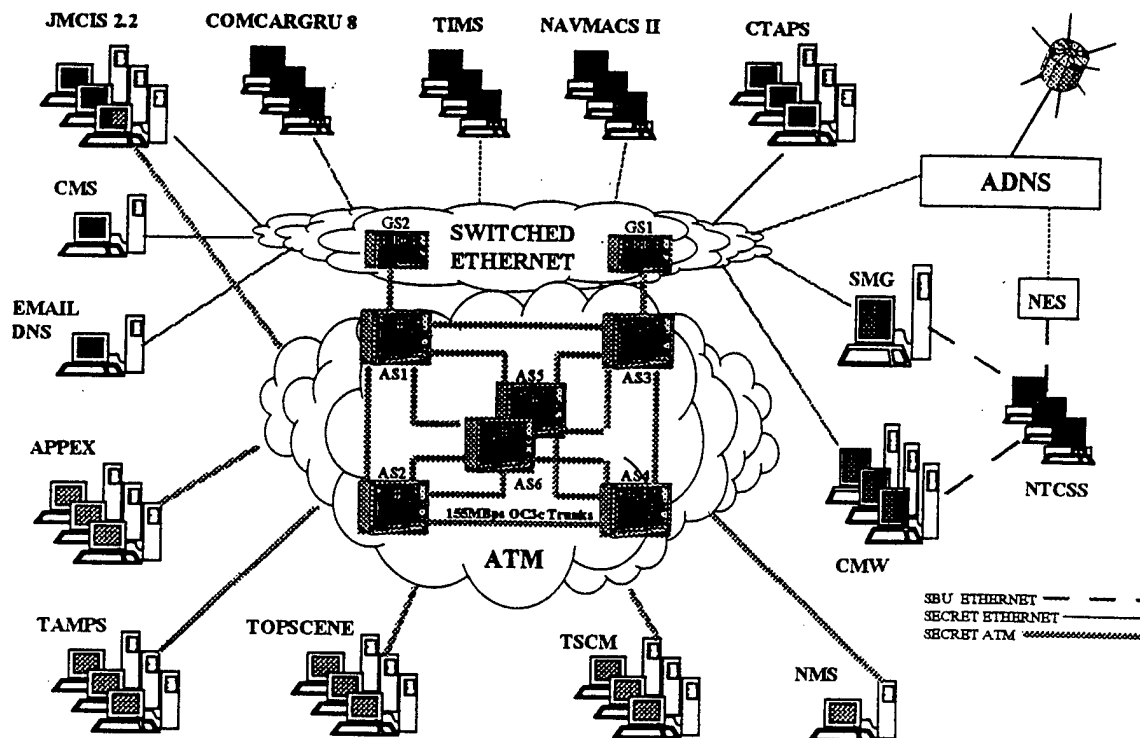 JMCIS 2.2
COMCARGRU 8
TIMS
NAVMACS II
CTAPS
ADNS
CMS
GS2
SWITCHED
ETHERNET
GS1
SMG
NES
EMAIL
DNS
AS1
AS5
AS3
APPEX
AS2
AS6
AS4
NTCSS
155MBps OC3c Trunks
ATM
CMW
SBU ETHERNET
SECRET ETHERNET
SECRET ATM
TAMPS
TOPSCENE
TSCM
NMS